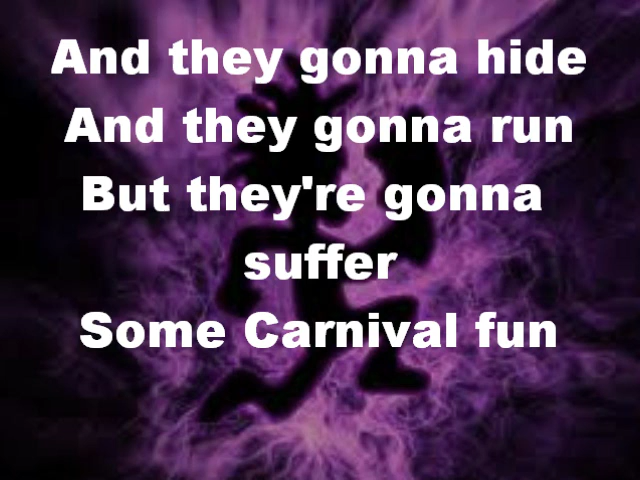 And they gonna hide
And they gonna run
But they're gonna
suffer
Some Carnival fun